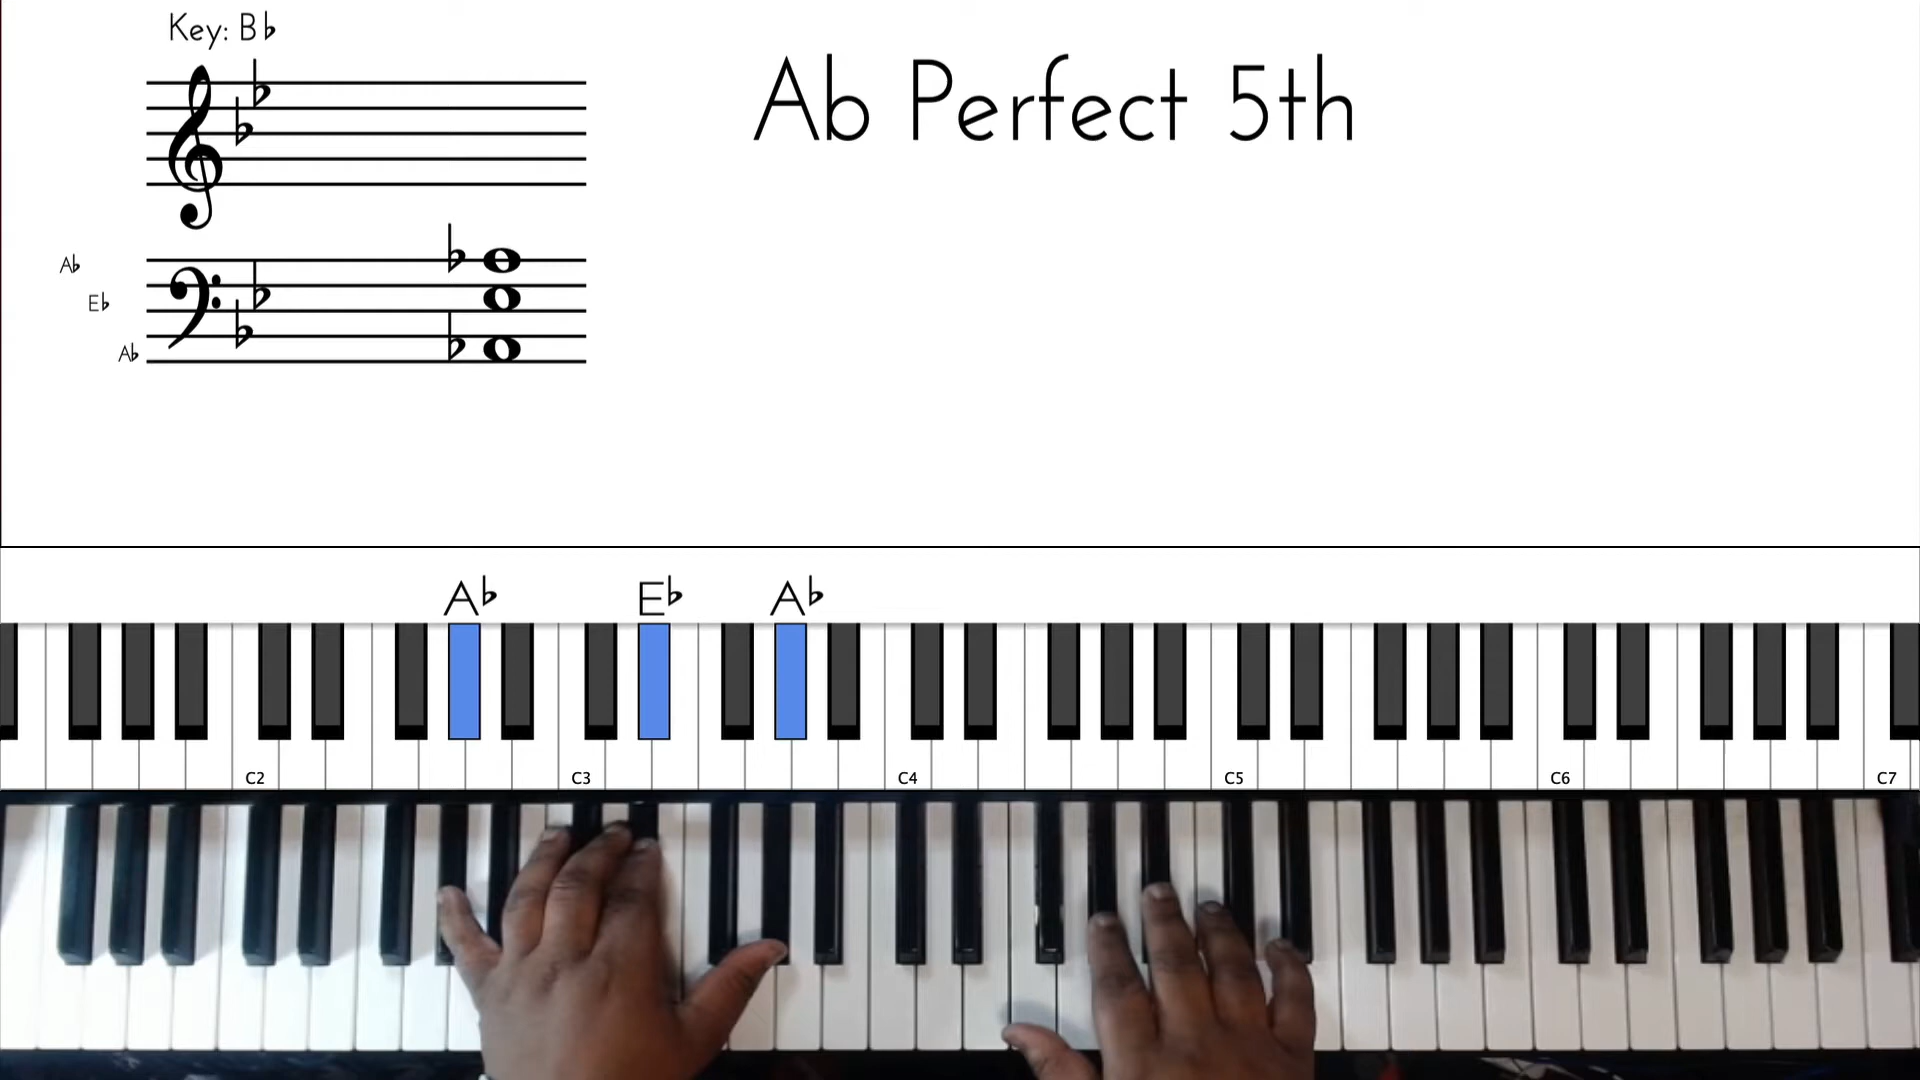 Key: B♭
Ab Perfect 5th
A♭
E♭
A♭
A♭ E♭ A♭
C2 C3 C4 C5 C6 C7